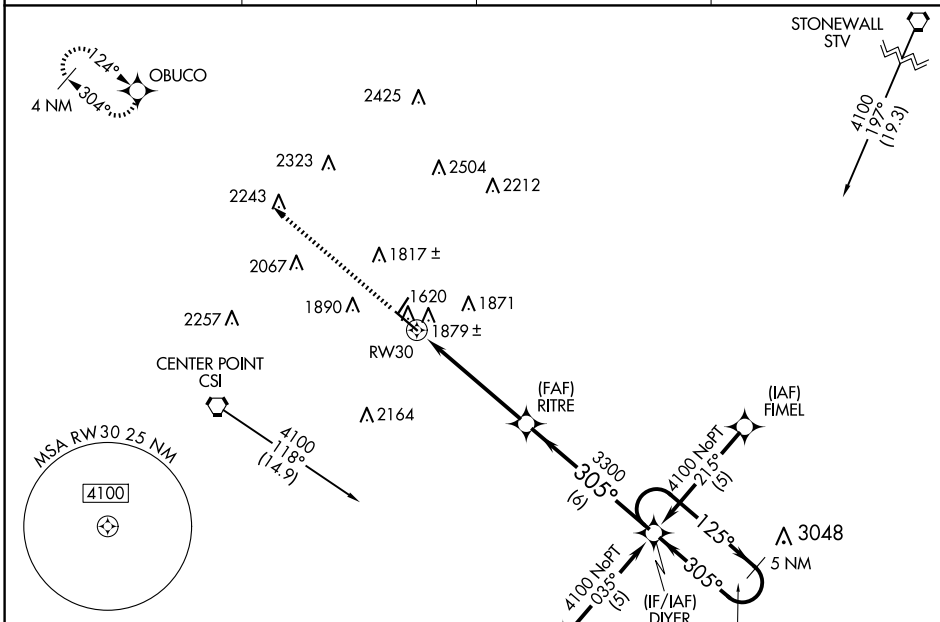 STONEWALL
STV
4100
197°
(19.3)
124°
OBUCO
304°
4 NM
2425
2323
2504
2212
2243
1817 ±
2067
1620
1890
1871
1879 ±
2257
RW30
CENTER POINT
CSI
2164
4100
118°
(14.9)
(FAF)
RITRE
(IAF)
FIMEL
MSA RW30 25 NM
4100
3300
305°
(6)
4100 NoPT
215°
(5)
125°
3048
5 NM
305°
4100 NoPT
035°
(5)
(IF/IAF)